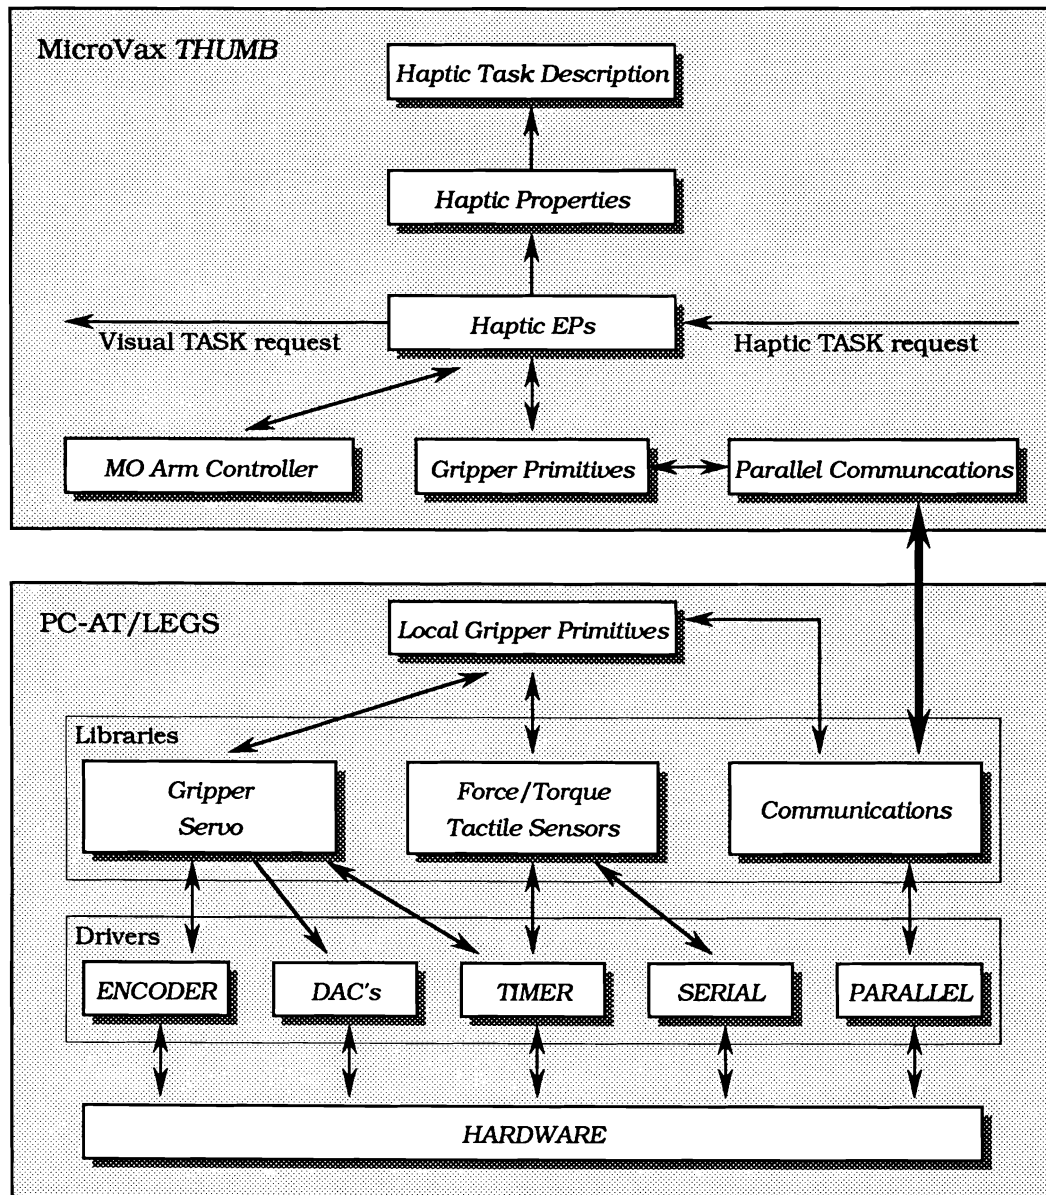 MicroVax THUMB
Haptic Task Description
Haptic Properties
Haptic EPs
Visual TASK request
Haptic TASK request
MO Arm Controller
Gripper Primitives
Parallel Communcations
PC-AT/LEGS
Local Gripper Primitives
Libraries
Gripper
Servo
Force/Torque
Tactile Sensors
Communications
Drivers
ENCODER
DAC's
TIMER
SERIAL
PARALLEL
HARDWARE